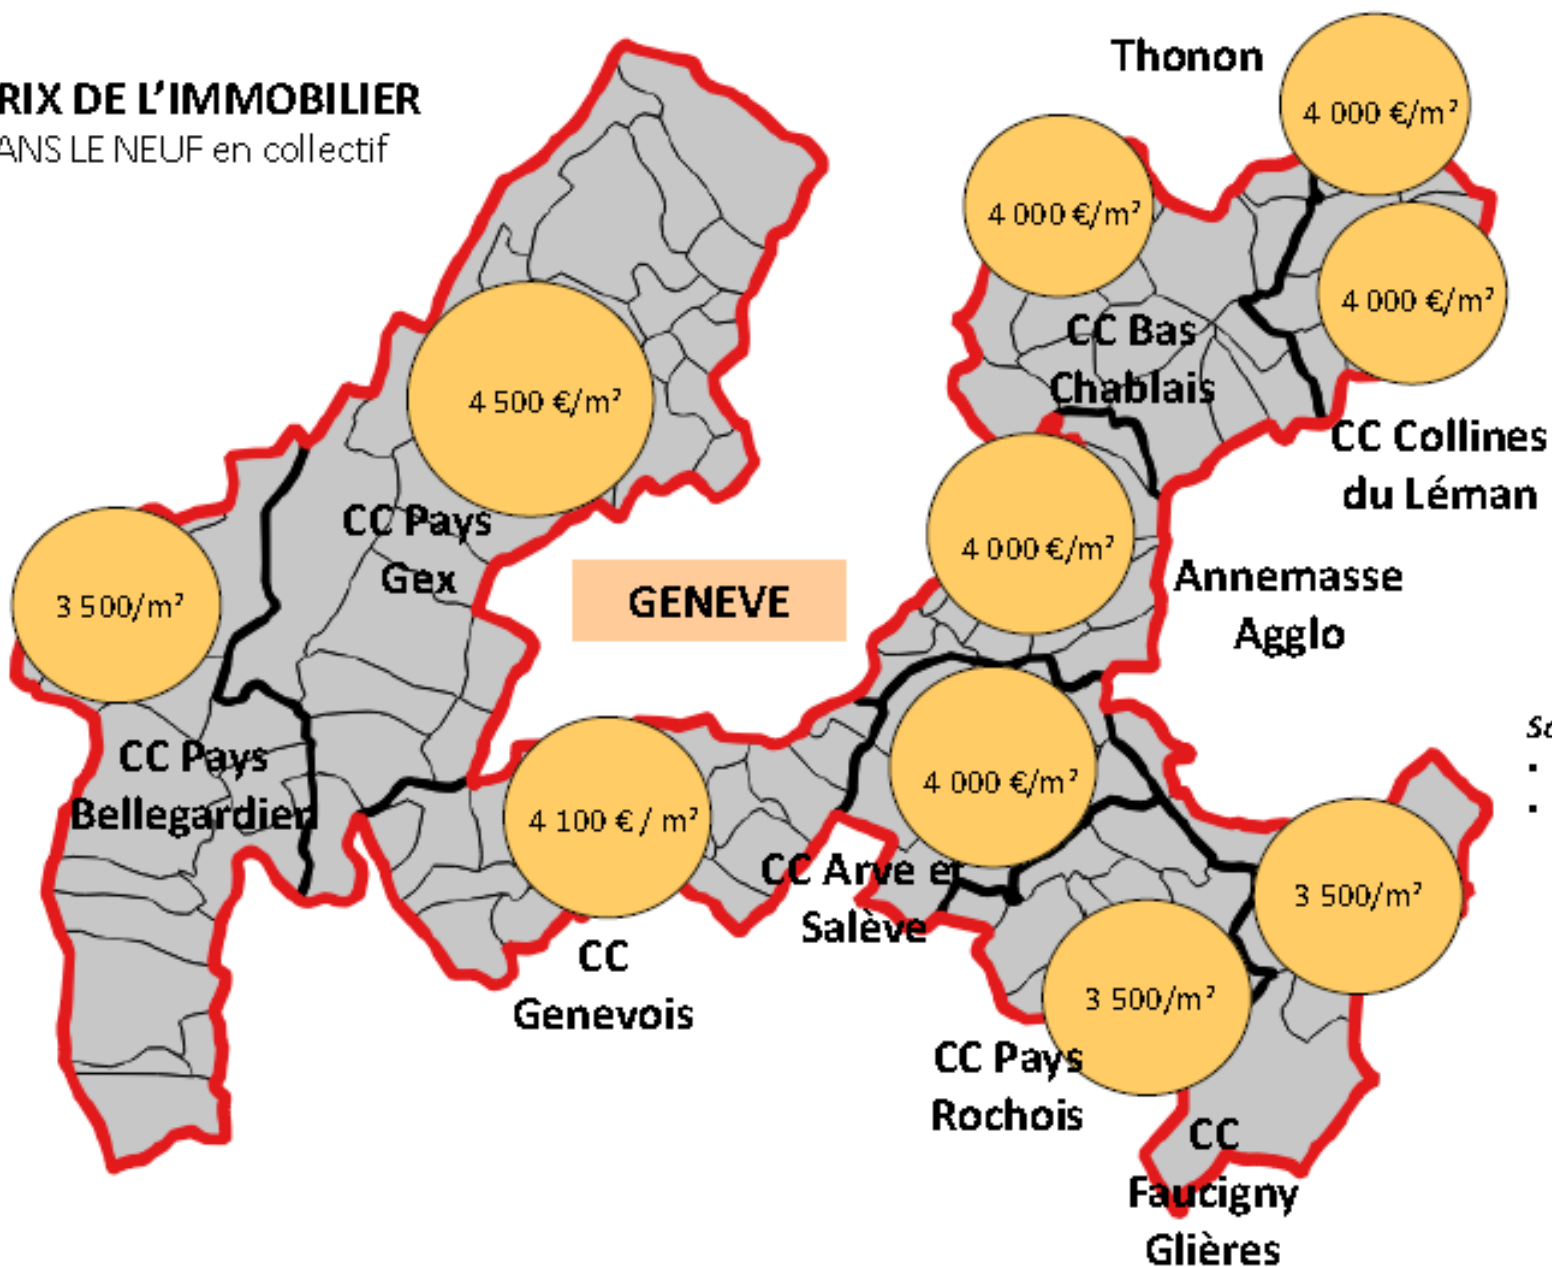 RIX DE L'IMMOBILIER
ANS LE NEUF en collectif
Thonon
4 000 €/m²
4 000 €/m²
4 000 €/m²
CC Bas
Chablais
4 500 €/m²
CC Collines
du Léman
CC Pays
Gex
4 000 €/m²
3 500/m²
GENEVE
Annemasse
Agglo
CC Pays
Bellegardien
4 100 € / m²
4 000 €/m²
CC Arve et
Salève
3 500/m²
CC
Genevois
3 500/m²
CC Pays
Rochois
CC
Faucigny
Glières